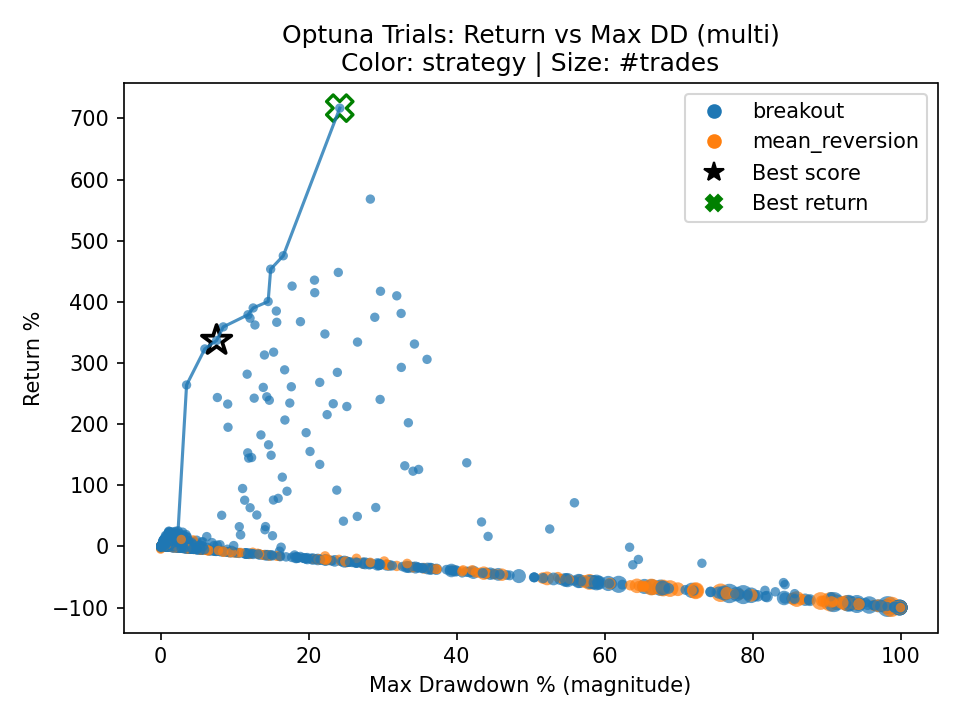 Optuna Trials: Return vs Max DD (multi)
Color: strategy | Size: #trades
breakout
mean_reversion
Best score
Best return
Return %
700
600
500
400
300
200
100
0
−100
0
20
40
60
80
100
Max Drawdown % (magnitude)